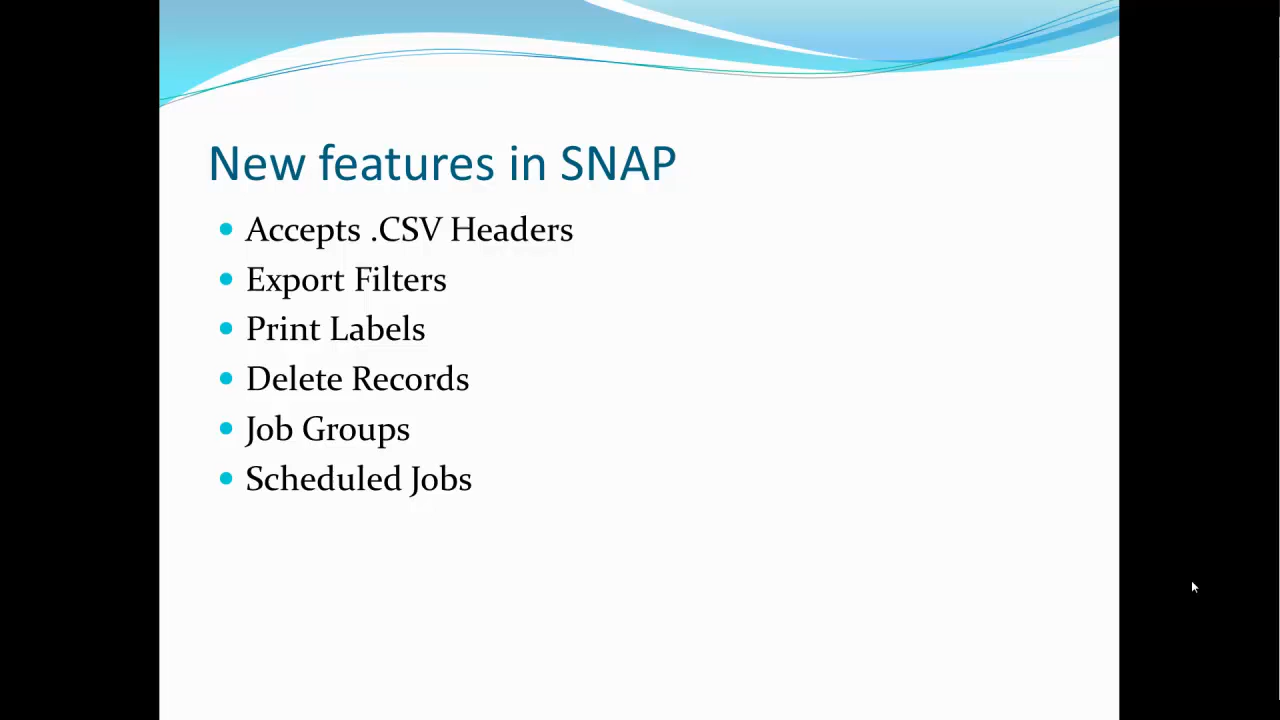 New features in SNAP
Accepts .CSV Headers
Export Filters
Print Labels
Delete Records
Job Groups
Scheduled Jobs